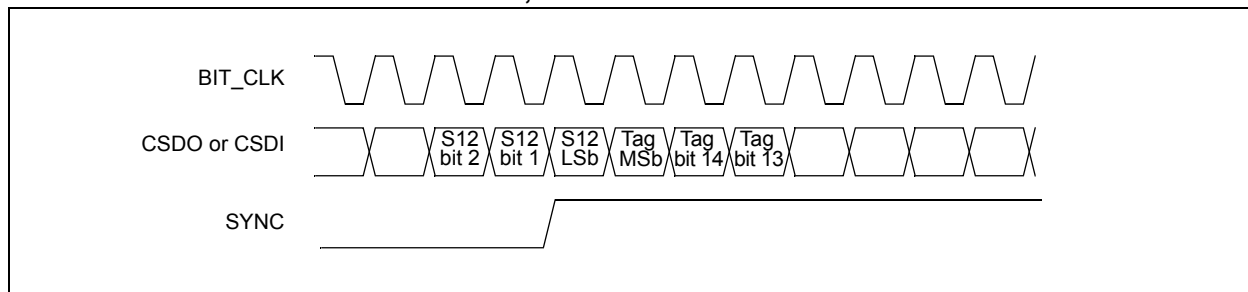 BIT_CLK
CSDO or CSDI
S12 bit 2
S12 bit 1
S12 LSb
Tag MSb
Tag bit 14
Tag bit 13
SYNC